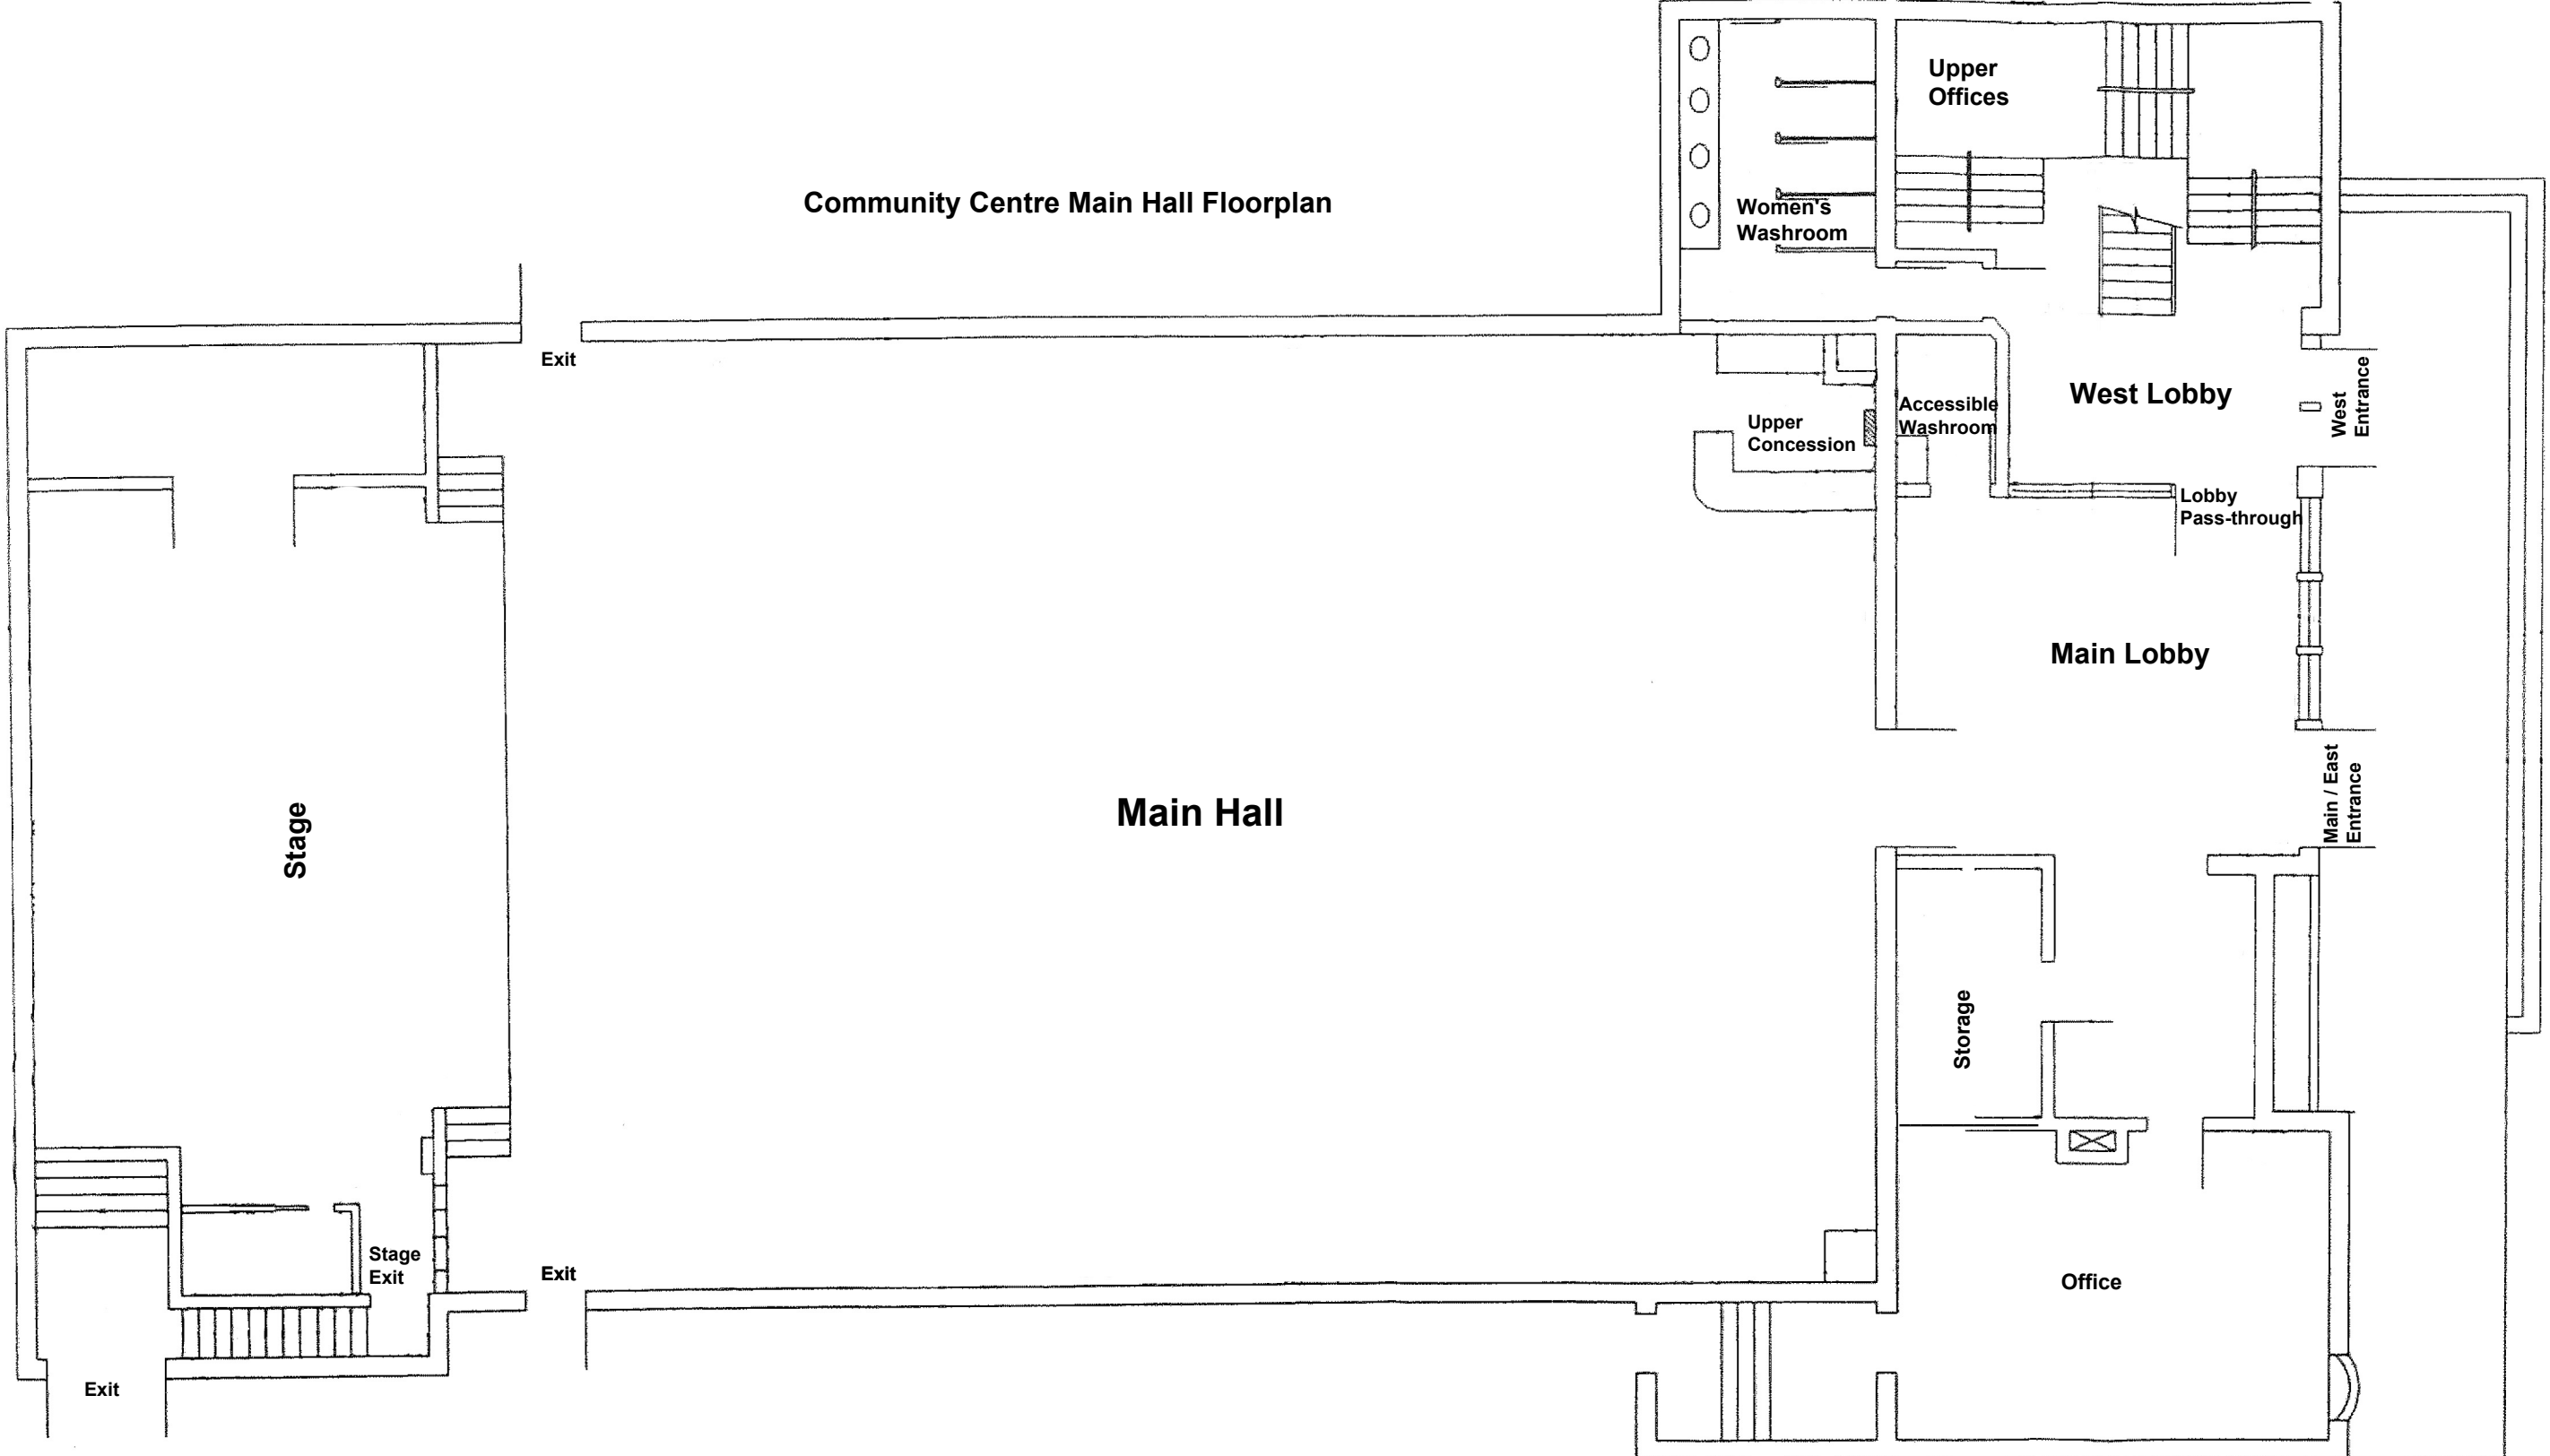 Upper
Offices
Community Centre Main Hall Floorplan
Women's
Washroom
Exit
West Lobby
West
Entrance
Upper
Concession
Accessible
Washroom
Lobby
Pass-through
Main Lobby
Stage
Main Hall
Main / East
Entrance
Storage
Stage
Exit
Exit
Office
Exit